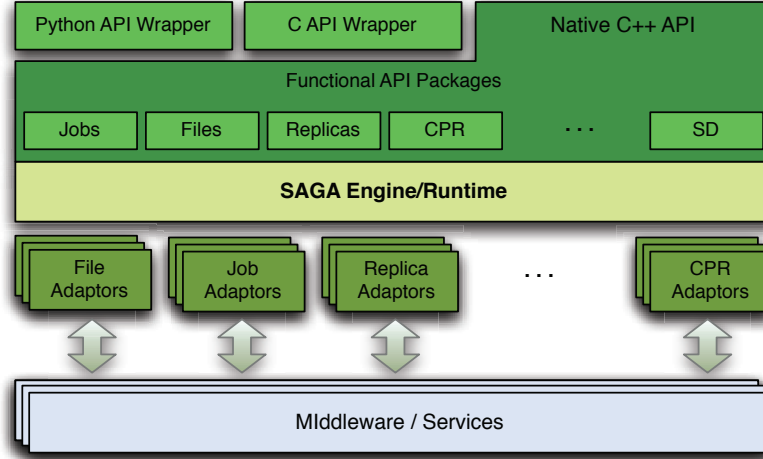 Python API Wrapper
C API Wrapper
Native C++ API
Functional API Packages
Jobs
Files
Replicas
CPR
...
SD
SAGA Engine/Runtime
File
Adaptors
Job
Adaptors
Replica
Adaptors
...
CPR
Adaptors
MIddleware / Services